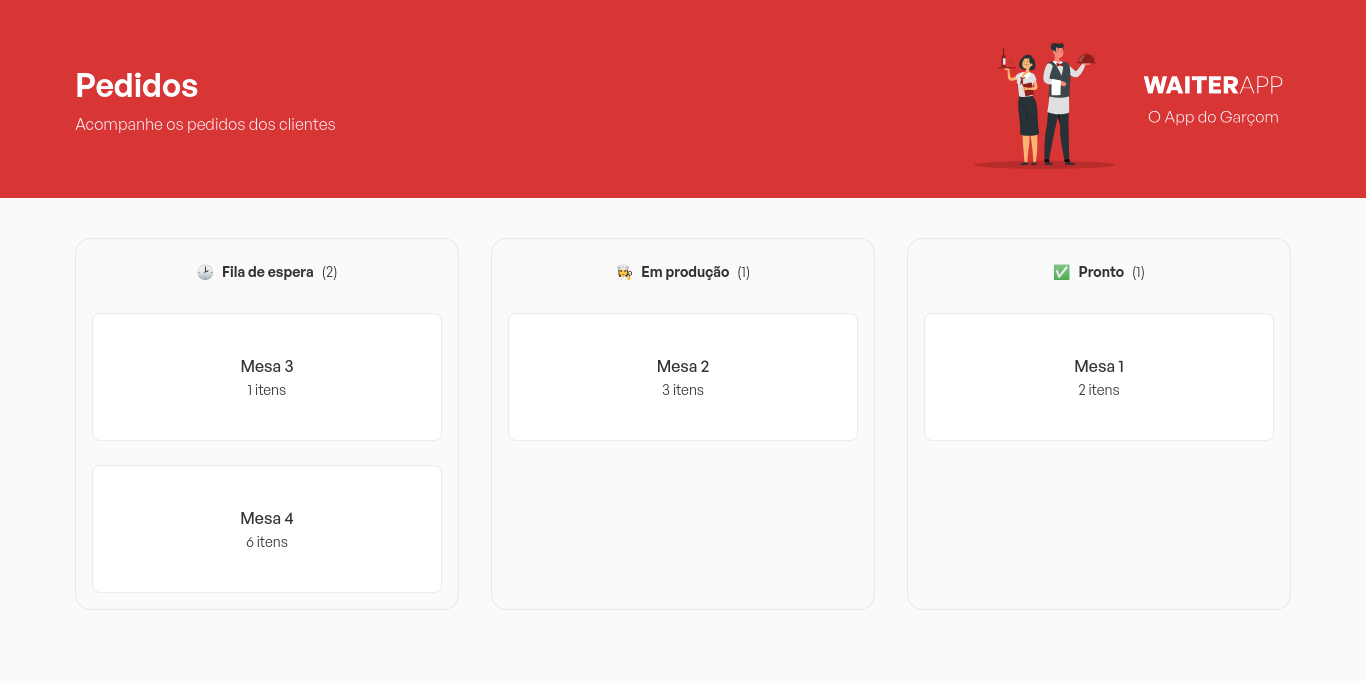 Pedidos
Acompanhe os pedidos dos clientes
WAITERAPP
O App do Garçom
🕑 Fila de espera (2)
Mesa 3
1 itens
Mesa 4
6 itens
👩‍🍳 Em produção (1)
Mesa 2
3 itens
✅ Pronto (1)
Mesa 1
2 itens